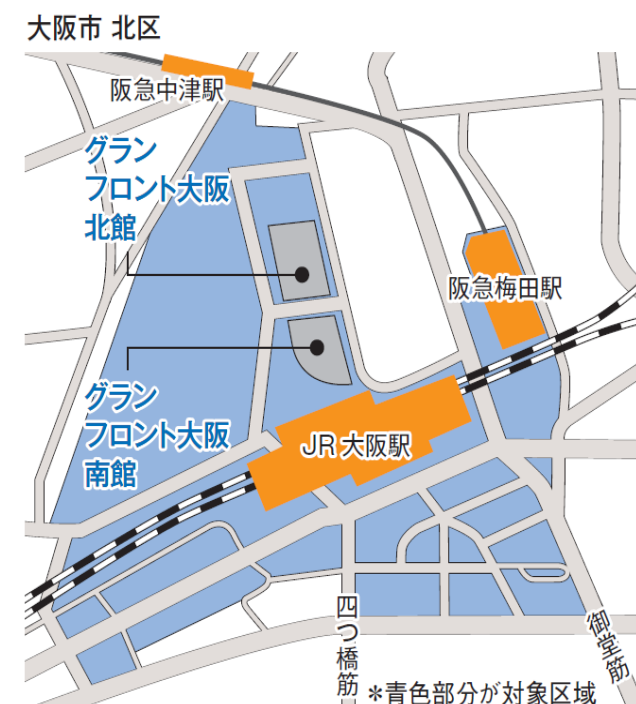 大阪市 北区
阪急中津駅
グラン
フロント大阪
北館
阪急梅田駅
グラン
フロント大阪
南館
JR大阪駅
四つ橋筋
御堂筋
*青色部分が対象区域